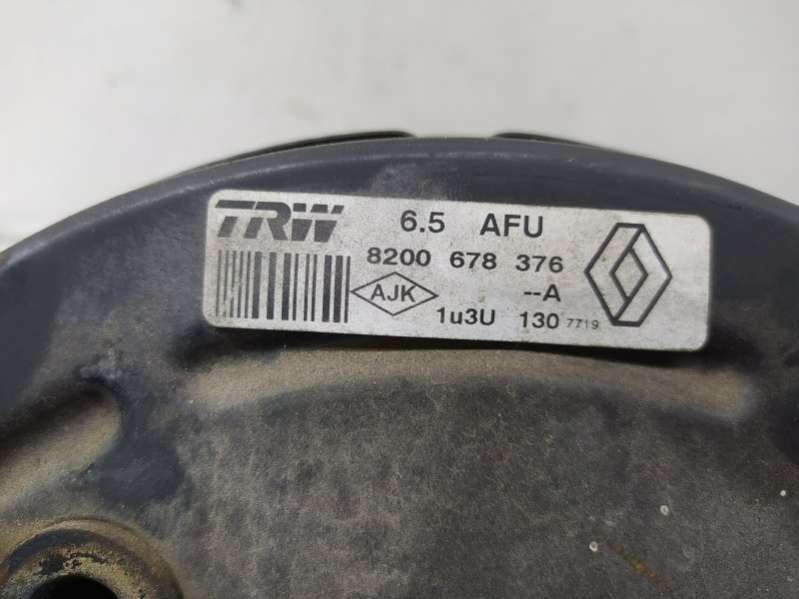 TRW 6.5 AFU
8200 678 376
AJK --A
1u3U 130 7719